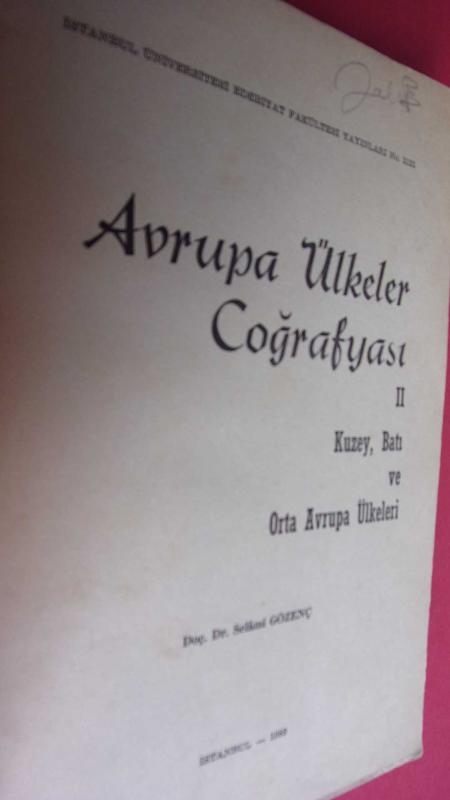 İSTANBUL ÜNİVERSİTESİ EDEBİYAT FAKÜLTESİ YAYINLARI No.
Avrupa Ülkeler
Coğrafyası
II
Kuzey, Batı
ve
Orta Avrupa Ülkeleri
Doç. Dr. Selâmi GÖZENÇ
İSTANBUL —